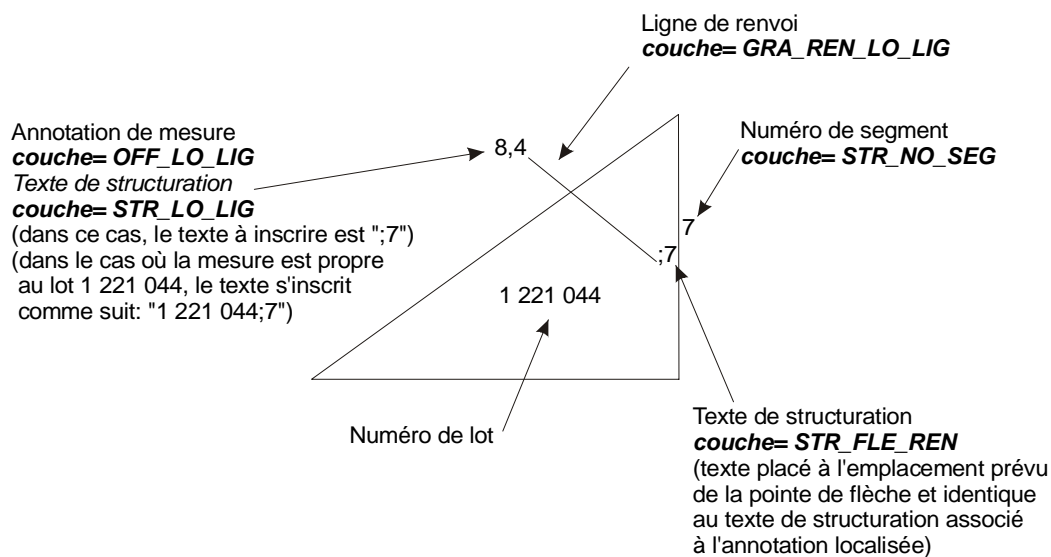 Ligne de renvoi
couche= GRA_REN_LO_LIG
Annotation de mesure
couche= OFF_LO_LIG
Texte de structuration
couche= STR_LO_LIG
(dans ce cas, le texte à inscrire est ";7")
(dans le cas où la mesure est propre
au lot 1 221 044, le texte s'inscrit
comme suit: "1 221 044;7")
8,4
Numéro de segment
couche= STR_NO_SEG
7
;7
1 221 044
Numéro de lot
Texte de structuration
couche= STR_FLE_REN
(texte placé à l'emplacement prévu
de la pointe de flèche et identique
au texte de structuration associé
à l'annotation localisée)